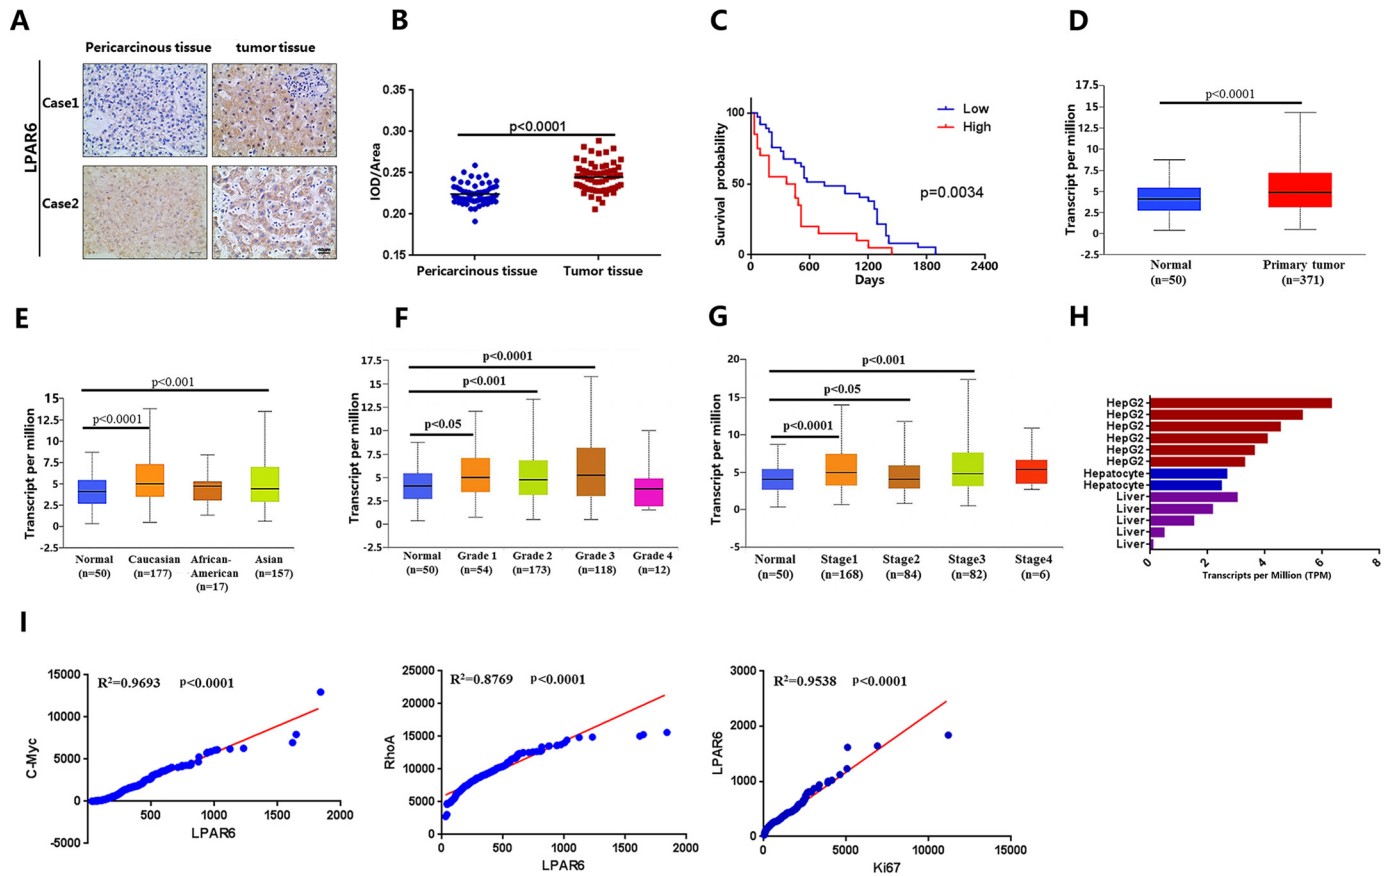 A
Pericarcinous tissue tumor tissue
LPAR6
Case1
Case2
B
0.35
0.30
0.25
0.20
0.15
IOD/Area
p<0.0001
Pericarcinous tissue Tumor tissue
C
Low
High
p=0.0034
Survival probability
100
50
0
0 600 1200 1800 2400
Days
D
Transcript per million
17.5
15
12.5
10
7.5
5
2.5
0
-2.5
p<0.0001
Normal Primary tumor
(n=50) (n=371)
E
Transcript per million
15
12.5
10
7.5
5
2.5
0
-2.5
p<0.001
p<0.0001
Normal Caucasian African- Asian
(n=50) (n=177) American (n=157)
(n=17)
F
Transcript per million
17.5
15
12.5
10
7.5
5
2.5
0
-2.5
p<0.0001
p<0.001
p<0.05
Normal Grade 1 Grade 2 Grade 3 Grade 4
(n=50) (n=54) (n=173) (n=118) (n=12)
G
Transcript per million
20
15
10
5
0
-5
p<0.001
p<0.05
p<0.0001
Normal Stage1 Stage2 Stage3 Stage4
(n=50) (n=168) (n=84) (n=82) (n=6)
H
HepG2
HepG2
HepG2
HepG2
HepG2
HepG2
Hepatocyte
Hepatocyte
Liver
Liver
Liver
Liver
Liver
0 2 4 6 8
Transcripts per Million (TPM)
I
C-Myc
15000
10000
5000
0
-5000
R²=0.9693 p<0.0001
500 1000 1500 2000
LPAR6
RhoA
25000
20000
15000
10000
5000
0
R²=0.8769 p<0.0001
0 500 1000 1500 2000
LPAR6
LPAR6
3000
2000
1000
0
R²=0.9538 p<0.0001
0 5000 10000 15000
Ki67